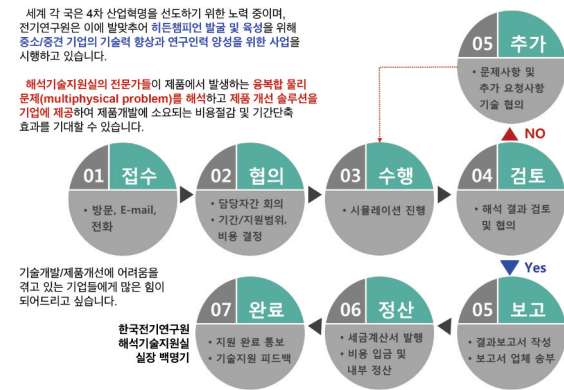 세계 각 국은 4차 산업혁명을 선도하기 위한 노력 중이며,
전기연구원은 이에 발맞추어 히든챔피언 발굴 및 육성을 위해
중소/중견 기업의 기술력 향상과 연구인력 양성을 위한 사업을
시행하고 있습니다.
해석기술지원실의 전문가들이 제품에서 발생하는 융복합 물리
문제(multiphysical problem)를 해석하고 제품 개선 솔루션을
기업에 제공하여 제품개발에 소요되는 비용절감 및 기간단축
효과를 기대할 수 있습니다.
05 추가
• 문제사항 및
추가 요청사항
기술 협의
NO
01 접수
• 방문, E-mail,
전화
02 협의
• 담당자간 회의
• 기간/지원범위,
비용 결정
03 수행
• 시뮬레이션 진행
04 검토
• 해석 결과 검토
및 협의
Yes
05 보고
• 결과보고서 작성
• 보고서 업체 송부
06 정산
• 세금계산서 발행
• 비용 입금 및
내부 정산
07 완료
• 지원 완료 통보
• 기술지원 피드백
기술개발/제품개선에 어려움을
겪고 있는 기업들에게 많은 힘이
되어드리고 싶습니다.
한국전기연구원
해석기술지원실
실장 백명기